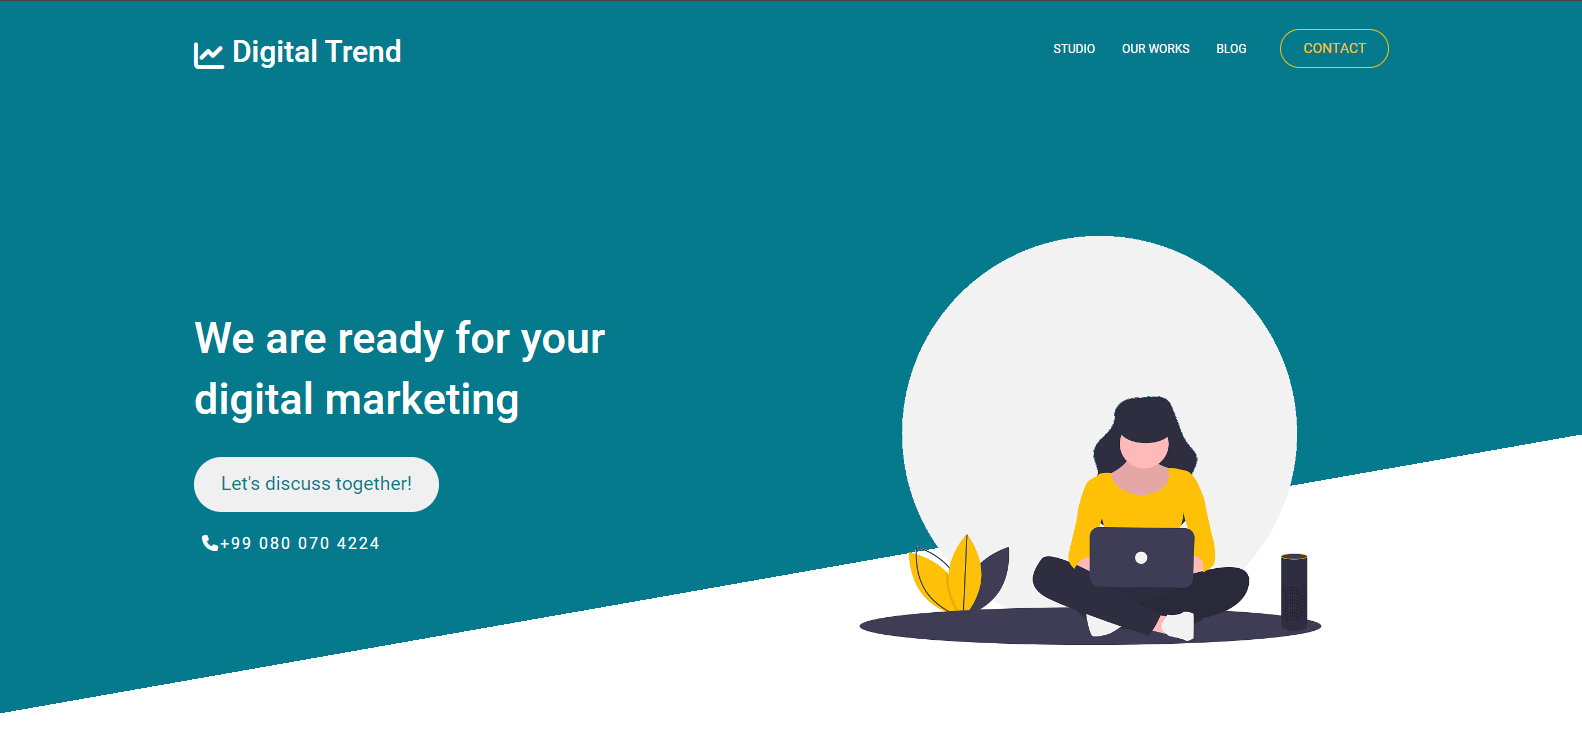 Digital Trend
STUDIO OUR WORKS BLOG CONTACT
We are ready for your
digital marketing
Let's discuss together!
+99 080 070 4224